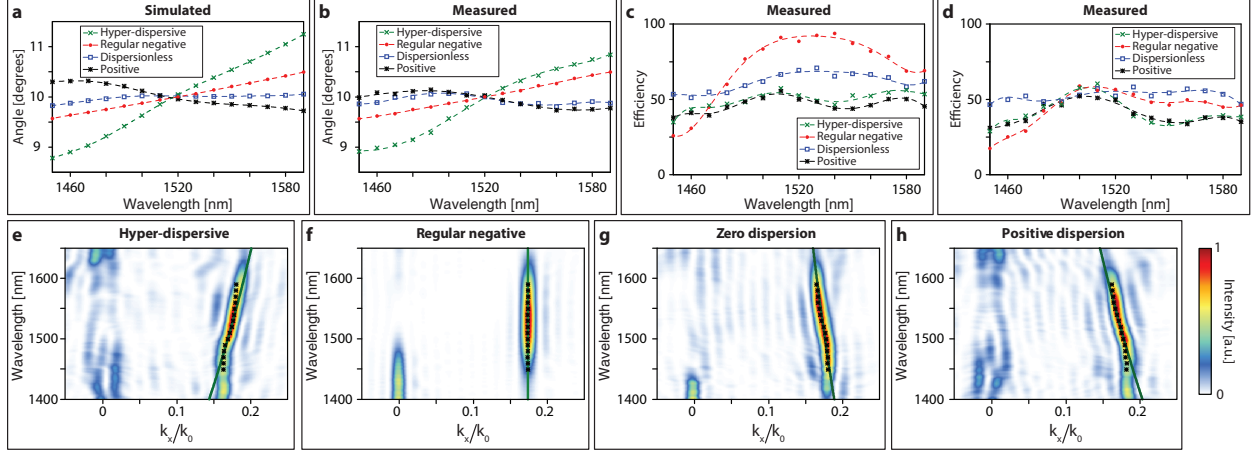 a
Simulated
Angle [degrees]
11
10
9
Hyper-dispersive
Regular negative
Dispersionless
Positive
1460
1520
1580
Wavelength [nm]
b
Measured
Angle [degrees]
11
10
9
Hyper-dispersive
Regular negative
Dispersionless
Positive
1460
1520
1580
Wavelength [nm]
c
Measured
Efficiency
100
50
0
Hyper-dispersive
Regular negative
Dispersionless
Positive
1460
1520
1580
Wavelength [nm]
d
Measured
Efficiency
100
50
0
Hyper-dispersive
Regular negative
Dispersionless
Positive
1460
1520
1580
Wavelength [nm]
e
Hyper-dispersive
Wavelength [nm]
1600
1500
1400
0
0.1
0.2
kx/k0
f
Regular negative
Wavelength [nm]
1600
1500
1400
0
0.1
0.2
kx/k0
g
Zero dispersion
Wavelength [nm]
1600
1500
1400
0
0.1
0.2
kx/k0
h
Positive dispersion
Wavelength [nm]
1600
1500
1400
0
0.1
0.2
kx/k0
1
Intensity [a.u.]
0